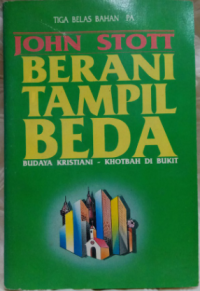 TIGA BELAS BAHAN PA
JOHN STOTT
BERANI
TAMPIL
BEDA
BUDAYA KRISTIANI - KHOTBAH DI BUKIT